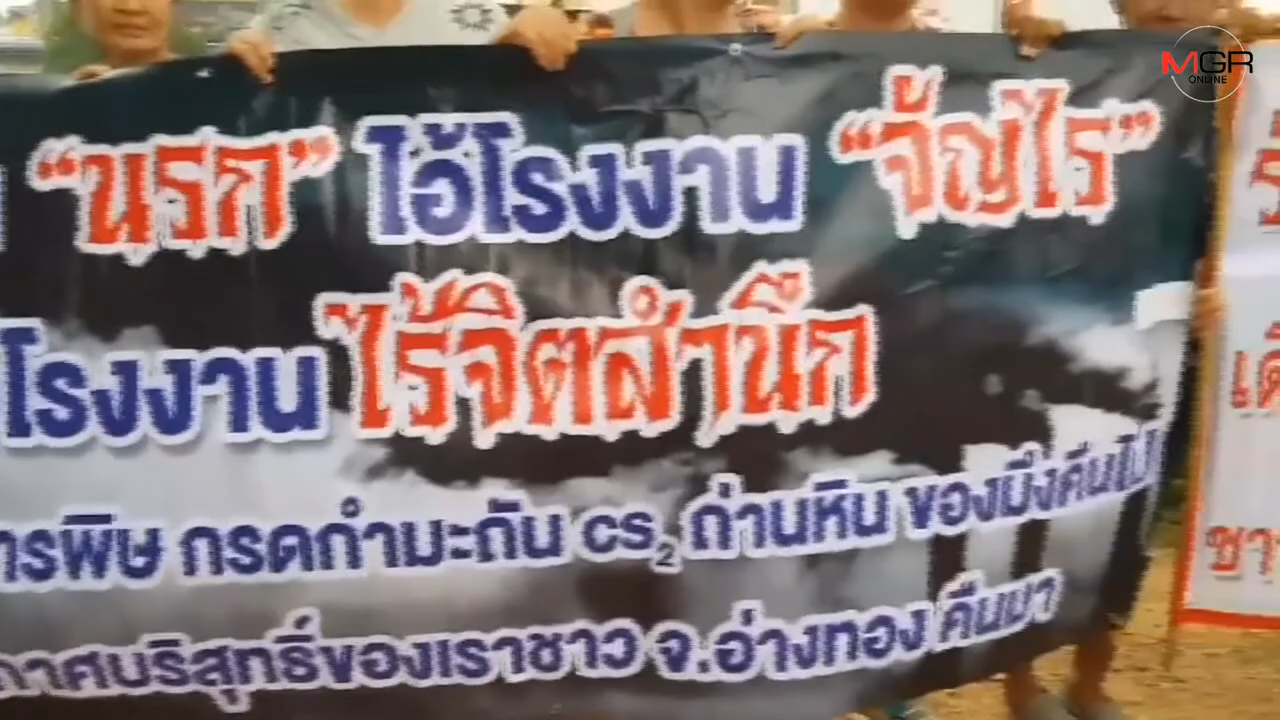 MGR
ONLINE
“นรก” ไอ้โรงงาน “จัญไร”
โรงงาน ไร้จิตสำนึก
ารพิษ กรดกำมะถัน cs₂ ถ่านหิน ของมึงคืนไป
กาศบริสุทธิ์ของเราชาว จ.อ่างทอง คืนมา
ชา